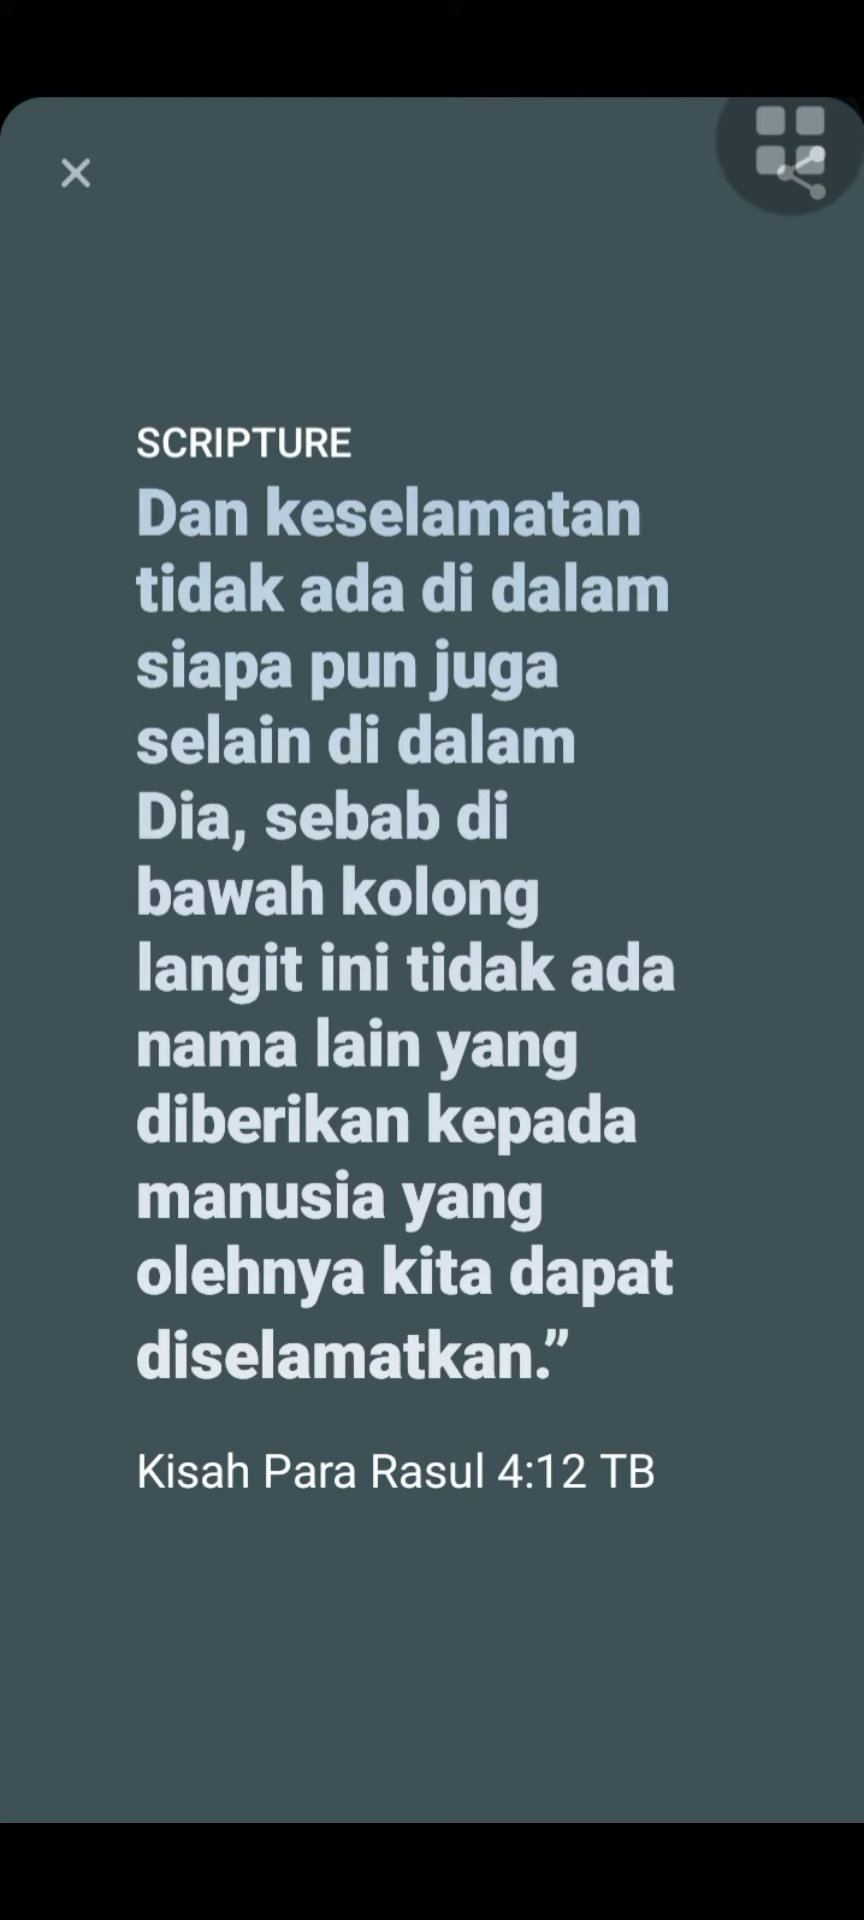 SCRIPTURE
Dan keselamatan
tidak ada di dalam
siapa pun juga
selain di dalam
Dia, sebab di
bawah kolong
langit ini tidak ada
nama lain yang
diberikan kepada
manusia yang
olehnya kita dapat
diselamatkan.”
Kisah Para Rasul 4:12 TB